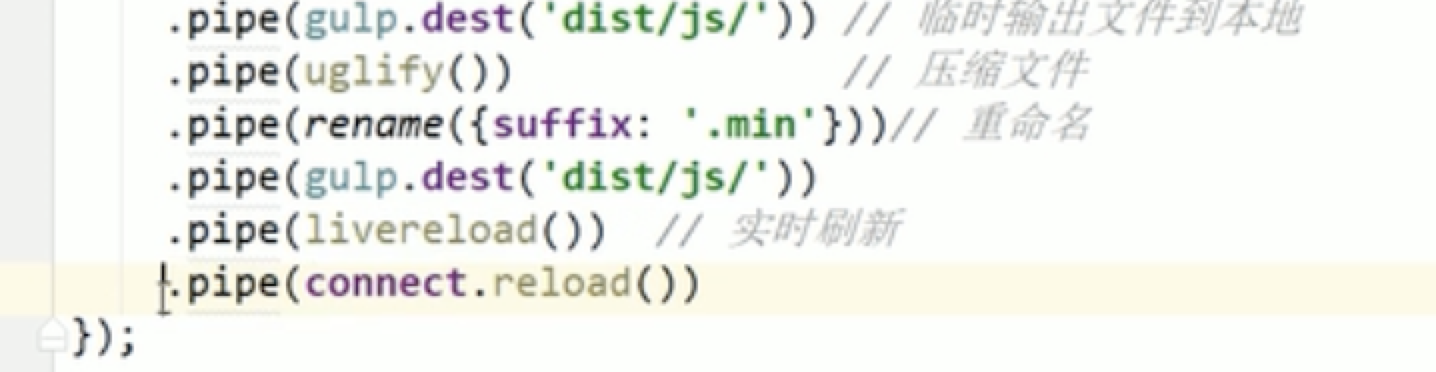 .pipe(gulp.dest('dist/js/')) // 临时输出文件到本地
.pipe(uglify()) // 压缩文件
.pipe(rename({suffix: '.min'}))// 重命名
.pipe(gulp.dest('dist/js/'))
.pipe(livereload()) // 实时刷新
.pipe(connect.reload())
});